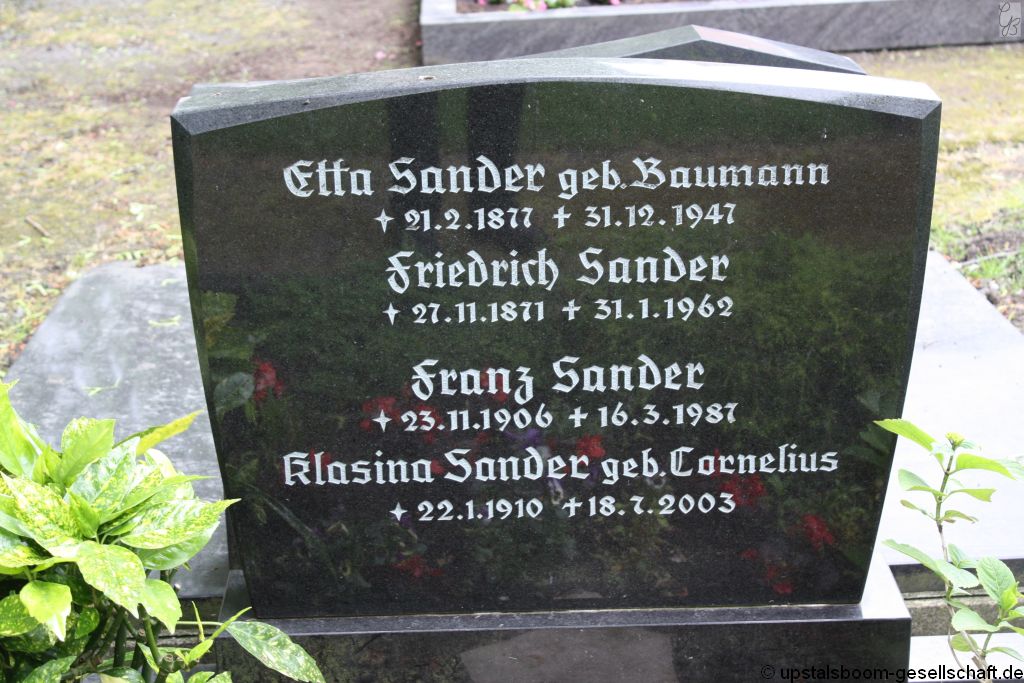 Etta Sander geb. Baumann
✦ 21.2.1877 ✝ 31.12.1947
Friedrich Sander
✦ 27.11.1871 ✝ 31.1.1962
Franz Sander
✦ 23.11.1906 ✝ 16.3.1987
Klasina Sander geb. Cornelius
✦ 22.1.1910 ✝ 18.7.2003
© upstalsboom-gesellschaft.de